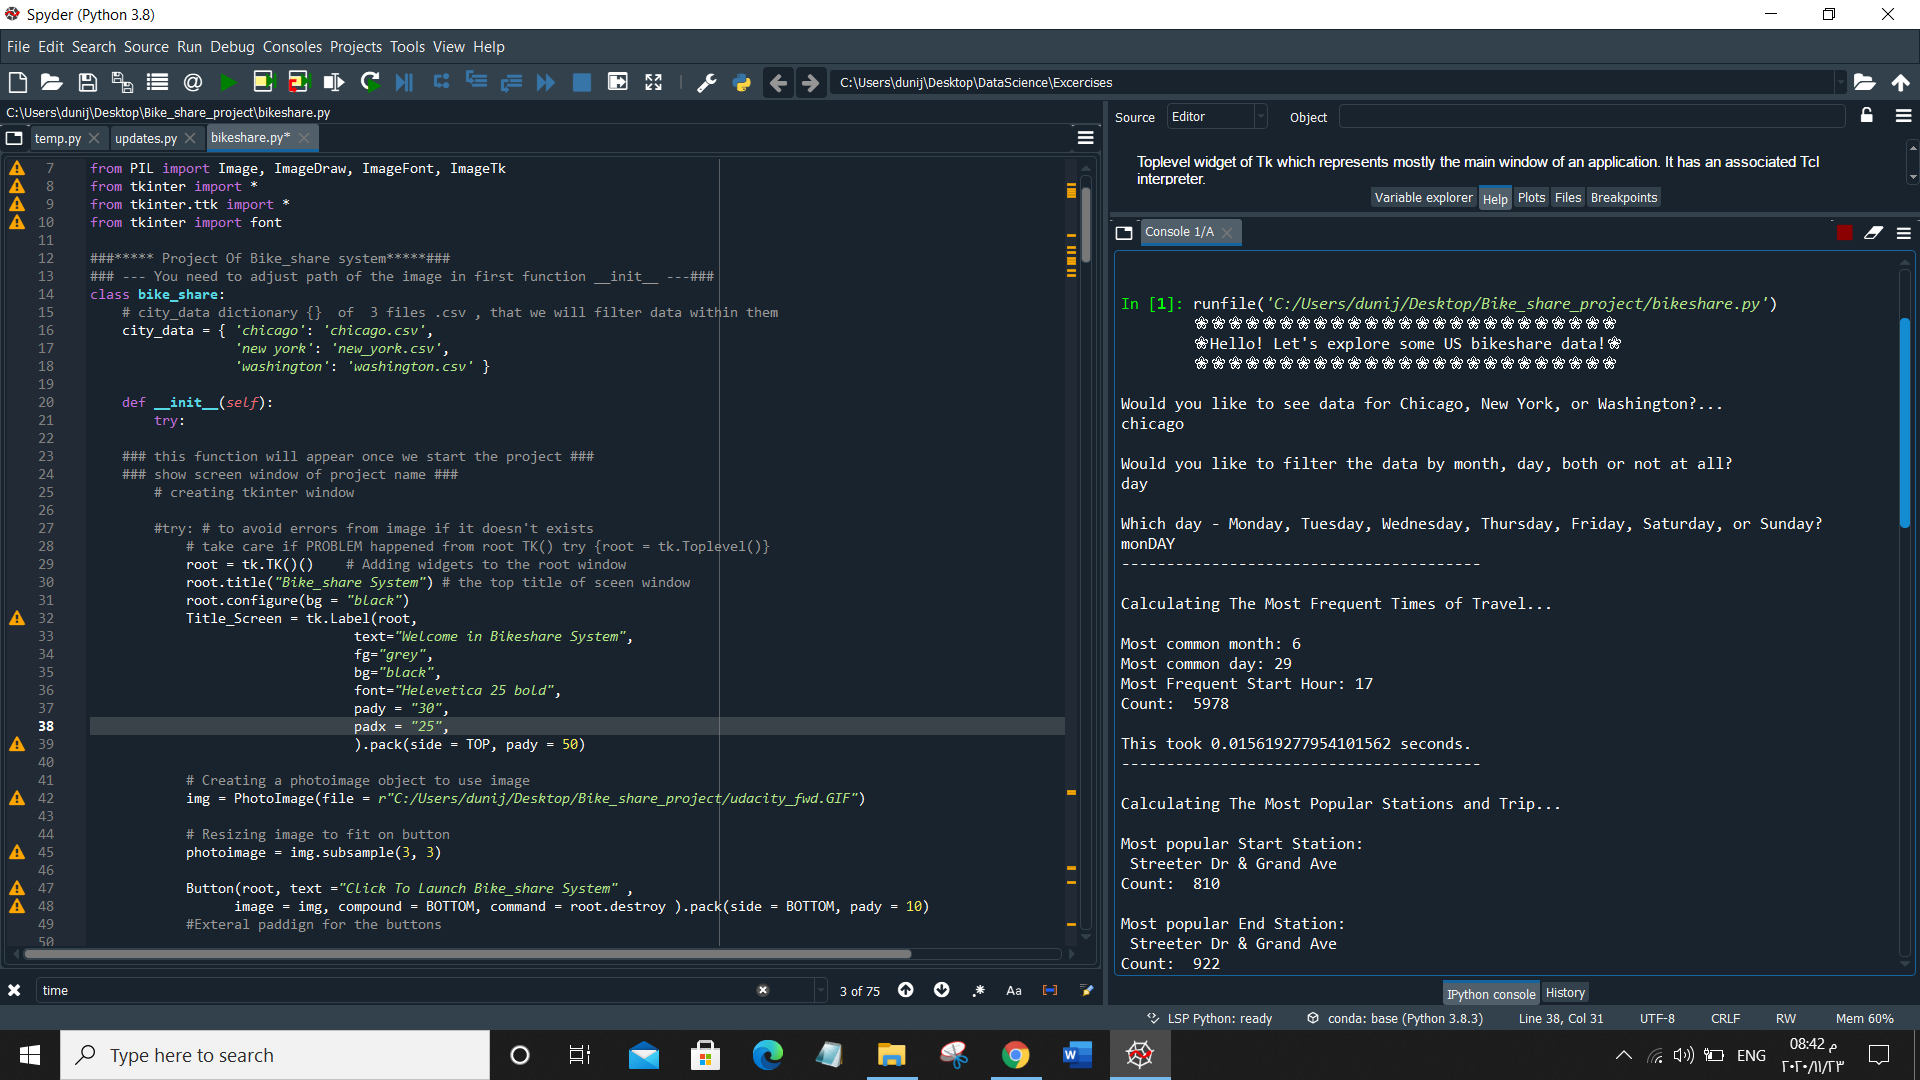 Spyder (Python 3.8)
File Edit Search Source Run Debug Consoles Projects Tools View Help
C:\Users\dunij\Desktop\DataScience\Excercises
C:\Users\dunij\Desktop\Bike_share_project\bikeshare.py
temp.py updates.py bikeshare.py*
7 from PIL import Image, ImageDraw, ImageFont, ImageTk
8 from tkinter import *
9 from tkinter.ttk import *
10 from tkinter import font
11
12 ###***** Project Of Bike_share system*****###
13 ### --- You need to adjust path of the image in first function __init__ ---###
14 class bike_share:
15 # city_data dictionary {}  of  3 files .csv , that we will filter data within them
16 city_data = { 'chicago': 'chicago.csv',
17 'new york': 'new_york.csv',
18 'washington': 'washington.csv' }
19
20 def __init__(self):
21 try:
22
23 ### this function will appear once we start the project ###
24 ### show screen window of project name ###
25 # creating tkinter window
26
27 #try: # to avoid errors from image if it doesn't exists
28 # take care if PROBLEM happened from root TK() try {root = tk.Toplevel()}
29 root = tk.TK()()    # Adding widgets to the root window
30 root.title("Bike_share System") # the top title of sceen window
31 root.configure(bg = "black")
32 Title_Screen = tk.Label(root,
33 text="Welcome in Bikeshare System",
34 fg="grey",
35 bg="black",
36 font="Helevetica 25 bold",
37 pady = "30",
38 padx = "25",
39 ).pack(side = TOP, pady = 50)
40
41 # Creating a photoimage object to use image
42 img = PhotoImage(file = r"C:/Users/dunij/Desktop/Bike_share_project/udacity_fwd.GIF")
43
44 # Resizing image to fit on button
45 photoimage = img.subsample(3, 3)
46
47 Button(root, text ="Click To Launch Bike_share System" ,
48 image = img, compound = BOTTOM, command = root.destroy ).pack(side = BOTTOM, pady = 10)
49 #Exteral paddign for the buttons
50
time 3 of 75 .* Aa
Source Editor Object
Toplevel widget of Tk which represents mostly the main window of an application. It has an associated Tcl
interpreter.
Variable explorer Help Plots Files Breakpoints
Console 1/A
In [1]: runfile('C:/Users/dunij/Desktop/Bike_share_project/bikeshare.py')
❀❀❀❀❀❀❀❀❀❀❀❀❀❀❀❀❀❀❀❀❀❀❀❀❀
❀Hello! Let's explore some US bikeshare data!❀
❀❀❀❀❀❀❀❀❀❀❀❀❀❀❀❀❀❀❀❀❀❀❀❀❀
Would you like to see data for Chicago, New York, or Washington?...
chicago
Would you like to filter the data by month, day, both or not at all?
day
Which day - Monday, Tuesday, Wednesday, Thursday, Friday, Saturday, or Sunday?
monDAY
----------------------------------------
Calculating The Most Frequent Times of Travel...
Most common month: 6
Most common day: 29
Most Frequent Start Hour: 17
Count:  5978
This took 0.015619277954101562 seconds.
----------------------------------------
Calculating The Most Popular Stations and Trip...
Most popular Start Station:
Streeter Dr & Grand Ave
Count:  810
Most popular End Station:
Streeter Dr & Grand Ave
Count:  922
IPython console History
LSP Python: ready conda: base (Python 3.8.3) Line 38, Col 31 UTF-8 CRLF RW Mem 60%
Type here to search
ENG
08:42 م
٢٠٢٠/١١/٢٣